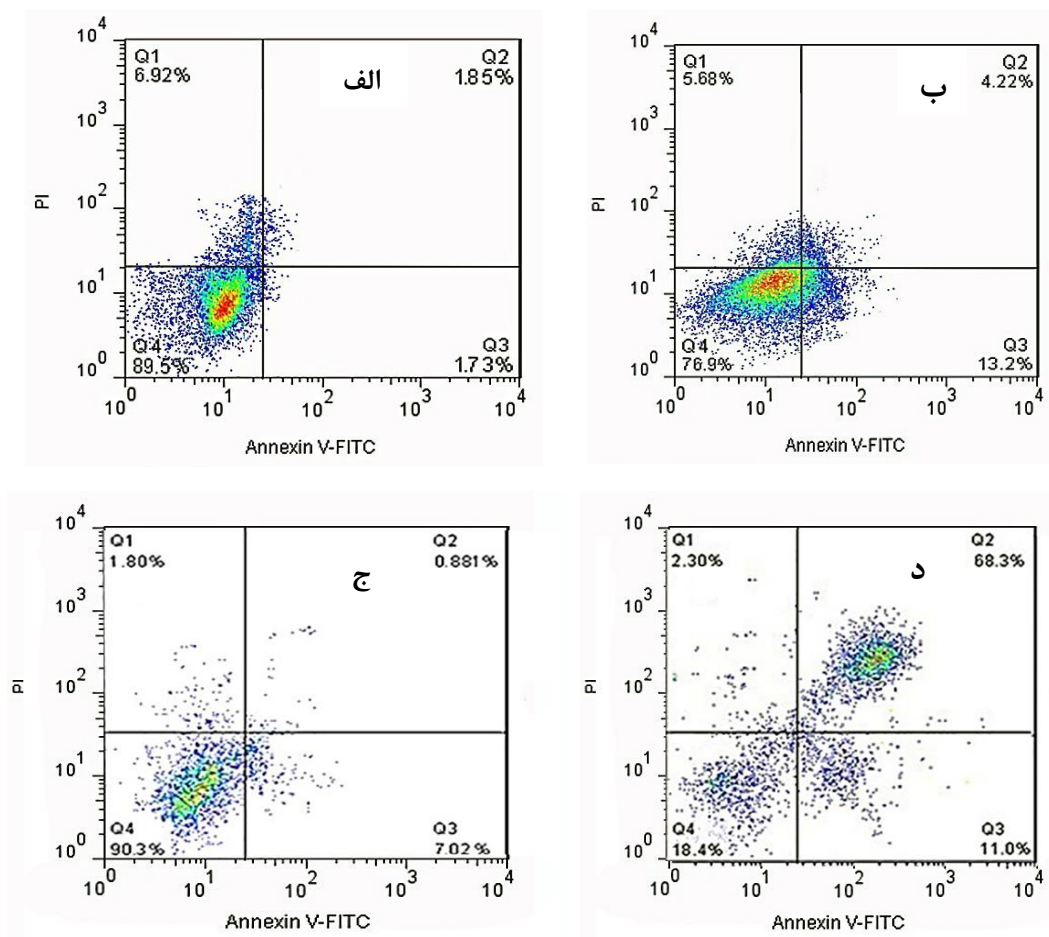 10^4
Q1
6.92%
الف
Q2
1.85%
10^3
PI
10^2
10^1
Q4
89.5%
Q3
1.73%
10^0
10^0 10^1 10^2 10^3 10^4
Annexin V-FITC
10^4
Q1
5.68%
ب
Q2
4.22%
10^3
PI
10^2
10^1
Q4
76.9%
Q3
13.2%
10^0
10^0 10^1 10^2 10^3 10^4
Annexin V-FITC
10^4
Q1
1.80%
ج
Q2
0.881%
10^3
PI
10^2
10^1
Q4
90.3%
Q3
7.02%
10^0
10^0 10^1 10^2 10^3 10^4
Annexin V-FITC
10^4
Q1
2.30%
د
Q2
68.3%
10^3
PI
10^2
10^1
Q4
18.4%
Q3
11.0%
10^0
10^0 10^1 10^2 10^3 10^4
Annexin V-FITC